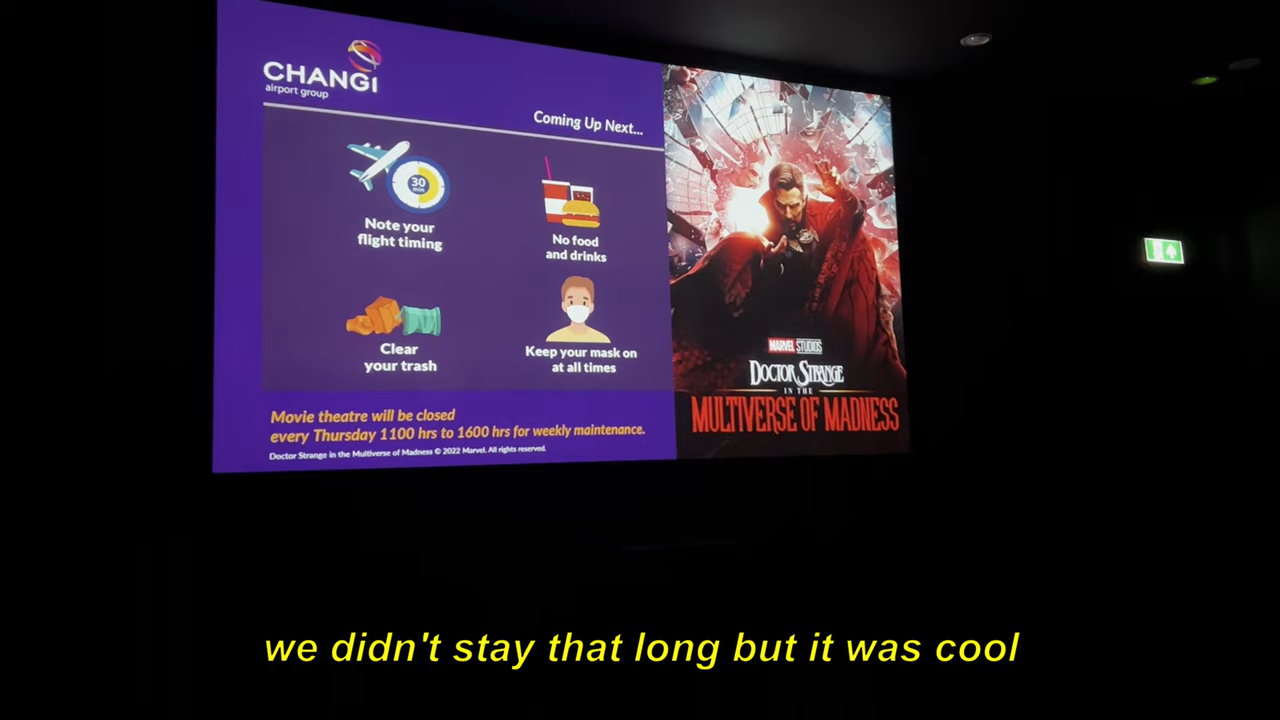 CHANGI
airport group
Coming Up Next...
30
min
Note your
flight timing
No food
and drinks
Clear
your trash
Keep your mask on
at all times
Movie theatre will be closed
every Thursday 1100 hrs to 1600 hrs for weekly maintenance.
Doctor Strange in the Multiverse of Madness © 2022 Marvel. All rights reserved.
MARVEL STUDIOS
DOCTOR STRANGE
IN THE
MULTIVERSE OF MADNESS
we didn't stay that long but it was cool